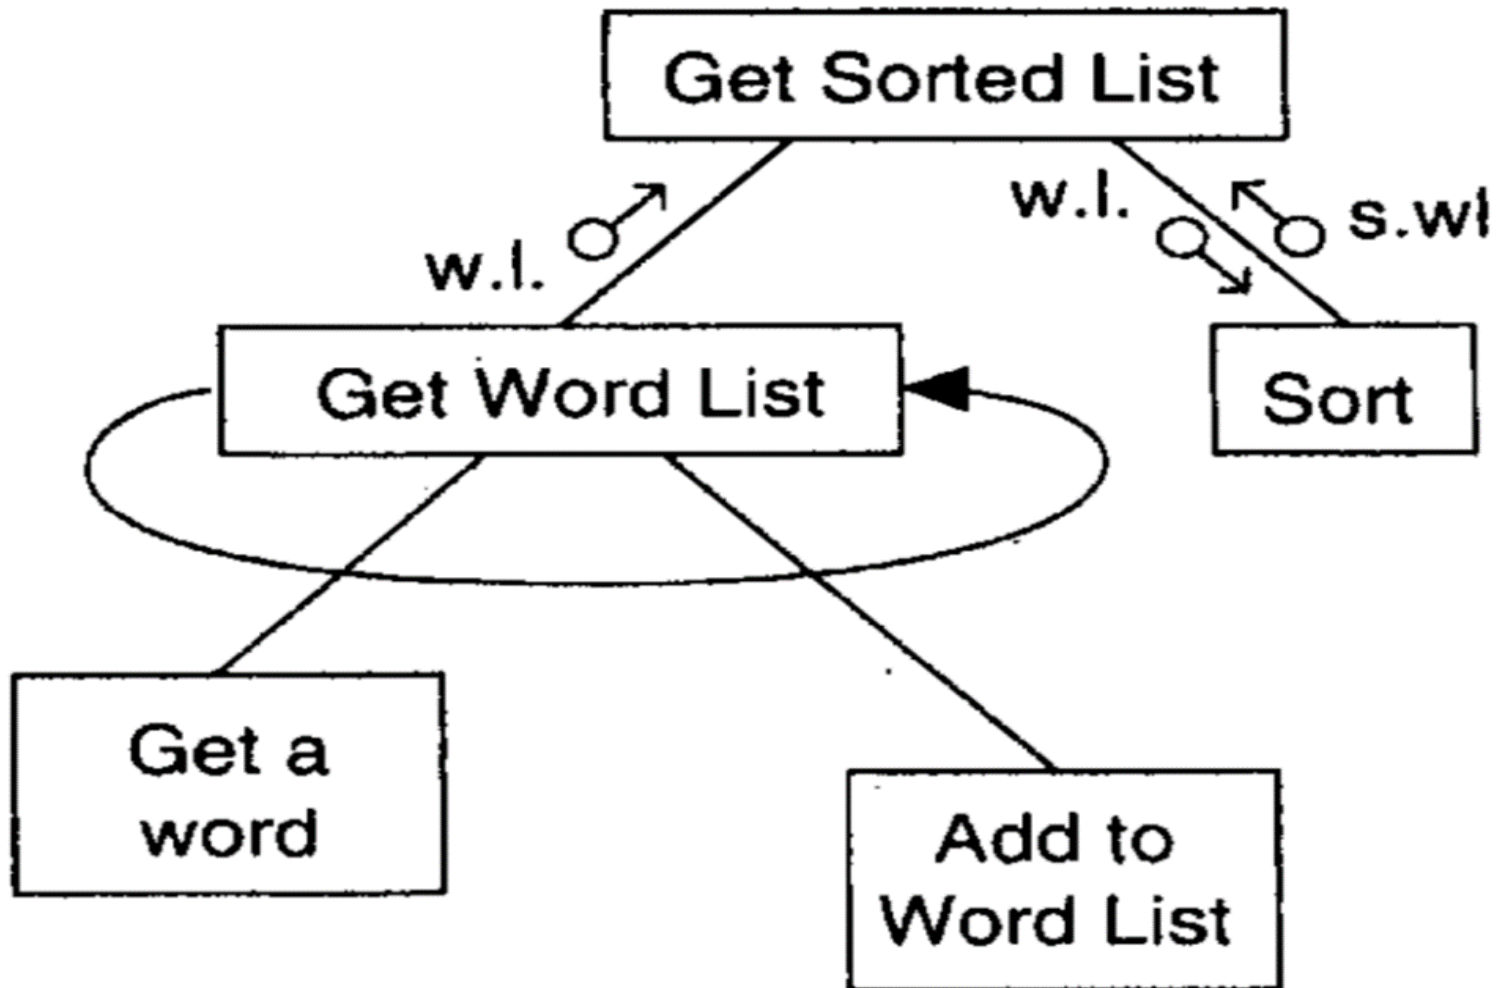 Get Sorted List
w.l.
w.l.
s.wl
Get Word List
Sort
Get a
word
Add to
Word List